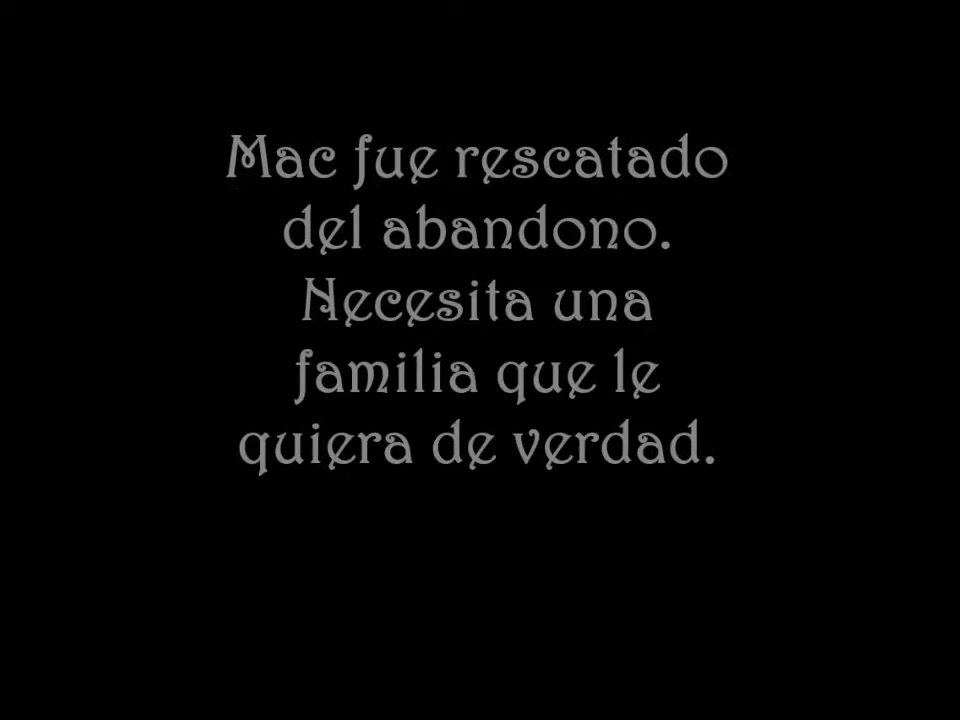 Mac fue rescatado
del abandono.
Necesita una
familia que le
quiera de verdad.